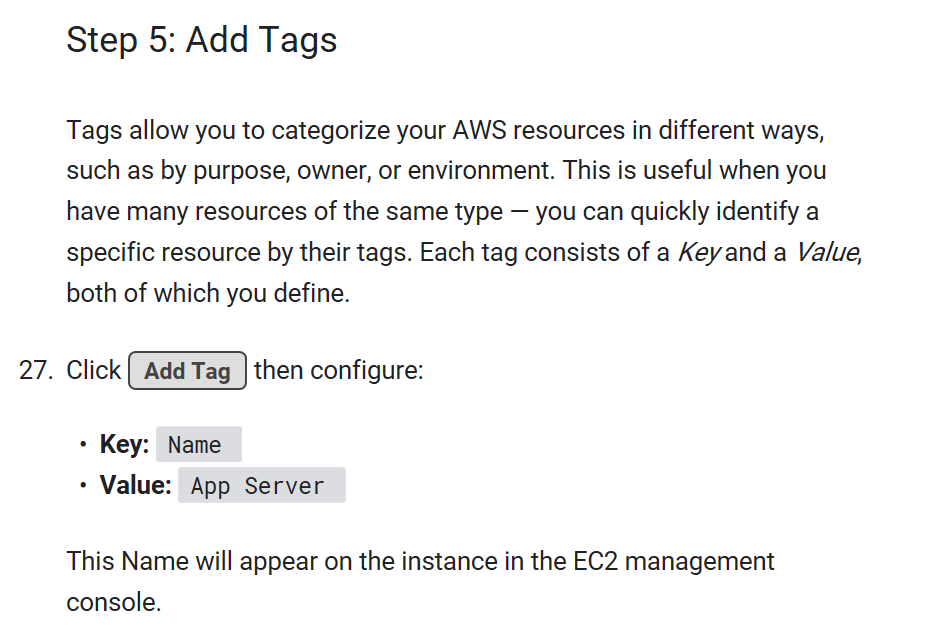 Step 5: Add Tags
Tags allow you to categorize your AWS resources in different ways,
such as by purpose, owner, or environment. This is useful when you
have many resources of the same type — you can quickly identify a
specific resource by their tags. Each tag consists of a Key and a Value,
both of which you define.
27. Click Add Tag then configure:
• Key: Name
• Value: App Server
This Name will appear on the instance in the EC2 management
console.